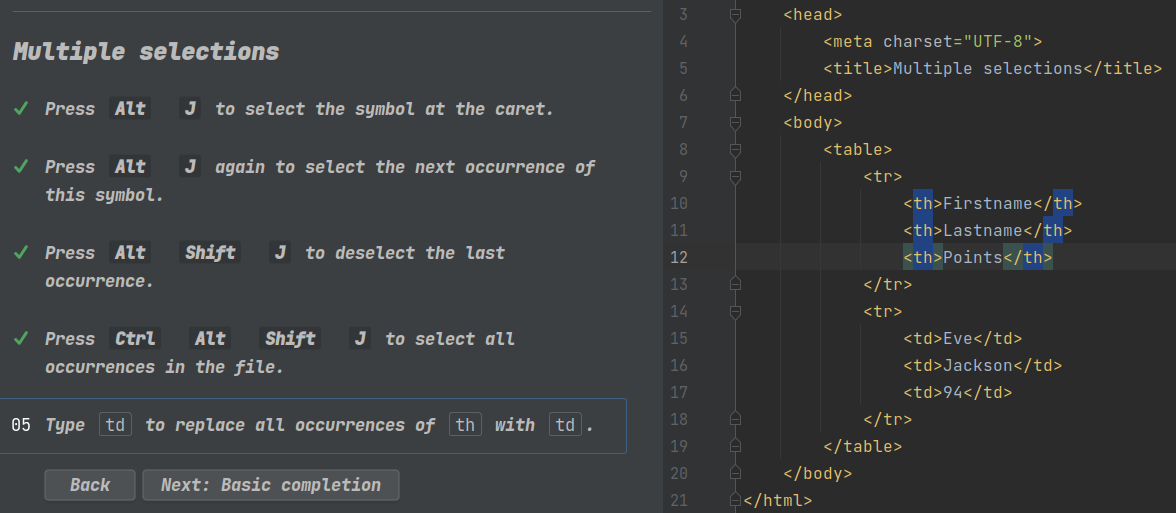 Multiple selections
Press Alt J to select the symbol at the caret.
Press Alt J again to select the next occurrence of
this symbol.
Press Alt Shift J to deselect the last
occurrence.
Press Ctrl Alt Shift J to select all
occurrences in the file.
05 Type td to replace all occurrences of th with td.
Back Next: Basic completion
3 <head>
4 <meta charset="UTF-8">
5 <title>Multiple selections</title>
6 </head>
7 <body>
8 <table>
9 <tr>
10 <th>Firstname</th>
11 <th>Lastname</th>
12 <th>Points</th>
13 </tr>
14 <tr>
15 <td>Eve</td>
16 <td>Jackson</td>
17 <td>94</td>
18 </tr>
19 </table>
20 </body>
21 </html>